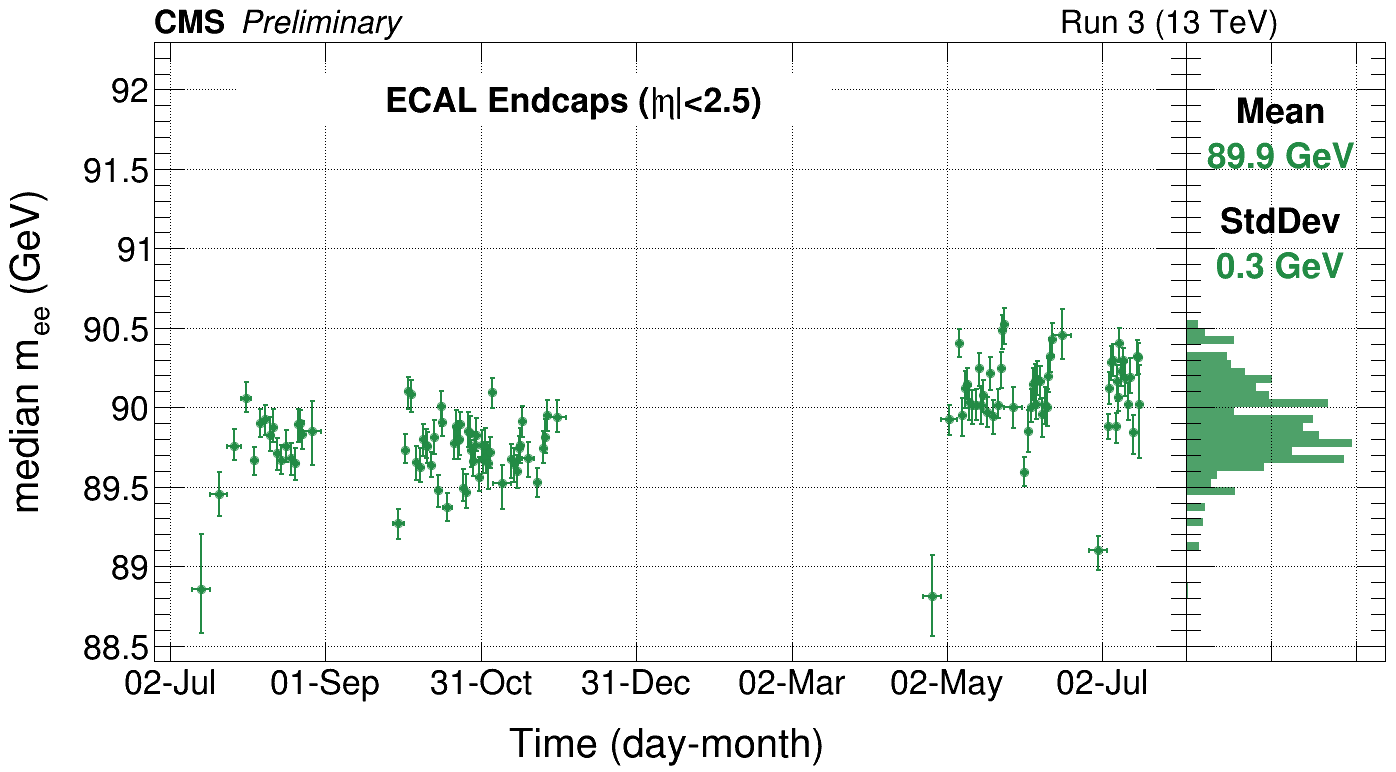 CMS Preliminary
Run 3 (13 TeV)
ECAL Endcaps (|η|<2.5)
Mean
89.9 GeV
StdDev
0.3 GeV
median mee (GeV)
92
91.5
91
90.5
90
89.5
89
88.5
02-Jul 01-Sep 31-Oct 31-Dec 02-Mar 02-May 02-Jul
Time (day-month)